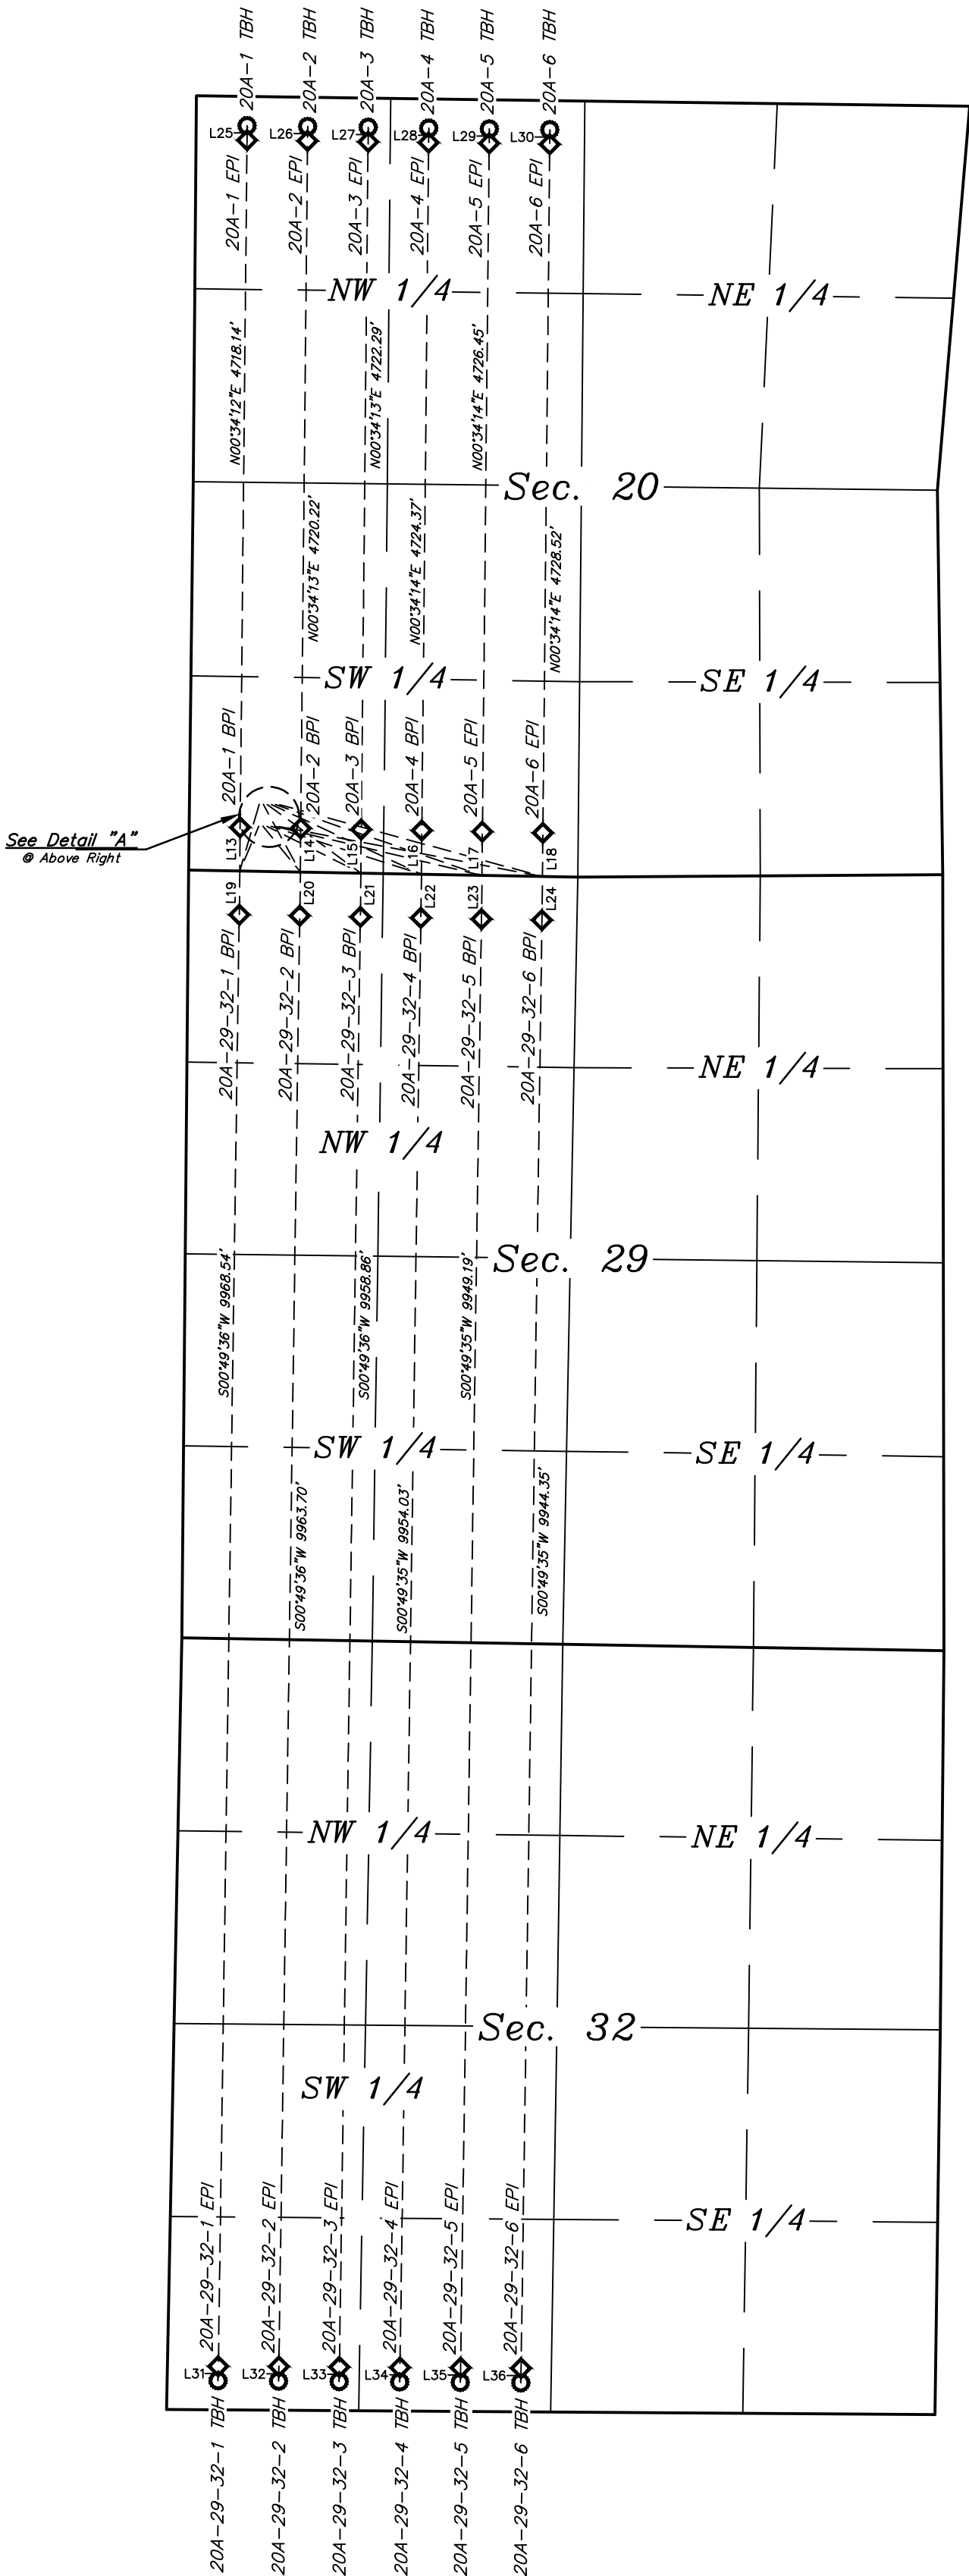 20A-1 TBH
20A-2 TBH
20A-3 TBH
20A-4 TBH
20A-5 TBH
20A-6 TBH
L25
L26
L27
L28
L29
L30
20A-1 EPI
20A-2 EPI
20A-3 EPI
20A-4 EPI
20A-5 EPI
20A-6 EPI
NW 1/4
NE 1/4
N00°34'12"E 4718.14'
N00°34'13"E 4722.29'
N00°34'14"E 4726.45'
Sec. 20
N00°34'13"E 4720.22'
N00°34'14"E 4724.37'
N00°34'14"E 4728.52'
SW 1/4
SE 1/4
20A-1 BPI
20A-2 BPI
20A-3 BPI
20A-4 BPI
20A-5 EPI
20A-6 EPI
See Detail "A"
@ Above Right
L13
L14
L15
L16
L17
L18
L19
L20
L21
L22
L23
L24
20A-29-32-1 BPI
20A-29-32-2 BPI
20A-29-32-3 BPI
20A-29-32-4 BPI
20A-29-32-5 BPI
20A-29-32-6 BPI
NE 1/4
NW 1/4
S00°49'36"W 9968.54'
S00°49'36"W 9958.86'
S00°49'35"W 9949.19'
Sec. 29
SW 1/4
SE 1/4
S00°49'36"W 9963.70'
S00°49'35"W 9954.03'
S00°49'35"W 9944.35'
NW 1/4
NE 1/4
Sec. 32
SW 1/4
20A-29-32-1 EPI
20A-29-32-2 EPI
20A-29-32-3 EPI
20A-29-32-4 EPI
20A-29-32-5 EPI
20A-29-32-6 EPI
SE 1/4
L31
L32
L33
L34
L35
L36
20A-29-32-1 TBH
20A-29-32-2 TBH
20A-29-32-3 TBH
20A-29-32-4 TBH
20A-29-32-5 TBH
20A-29-32-6 TBH